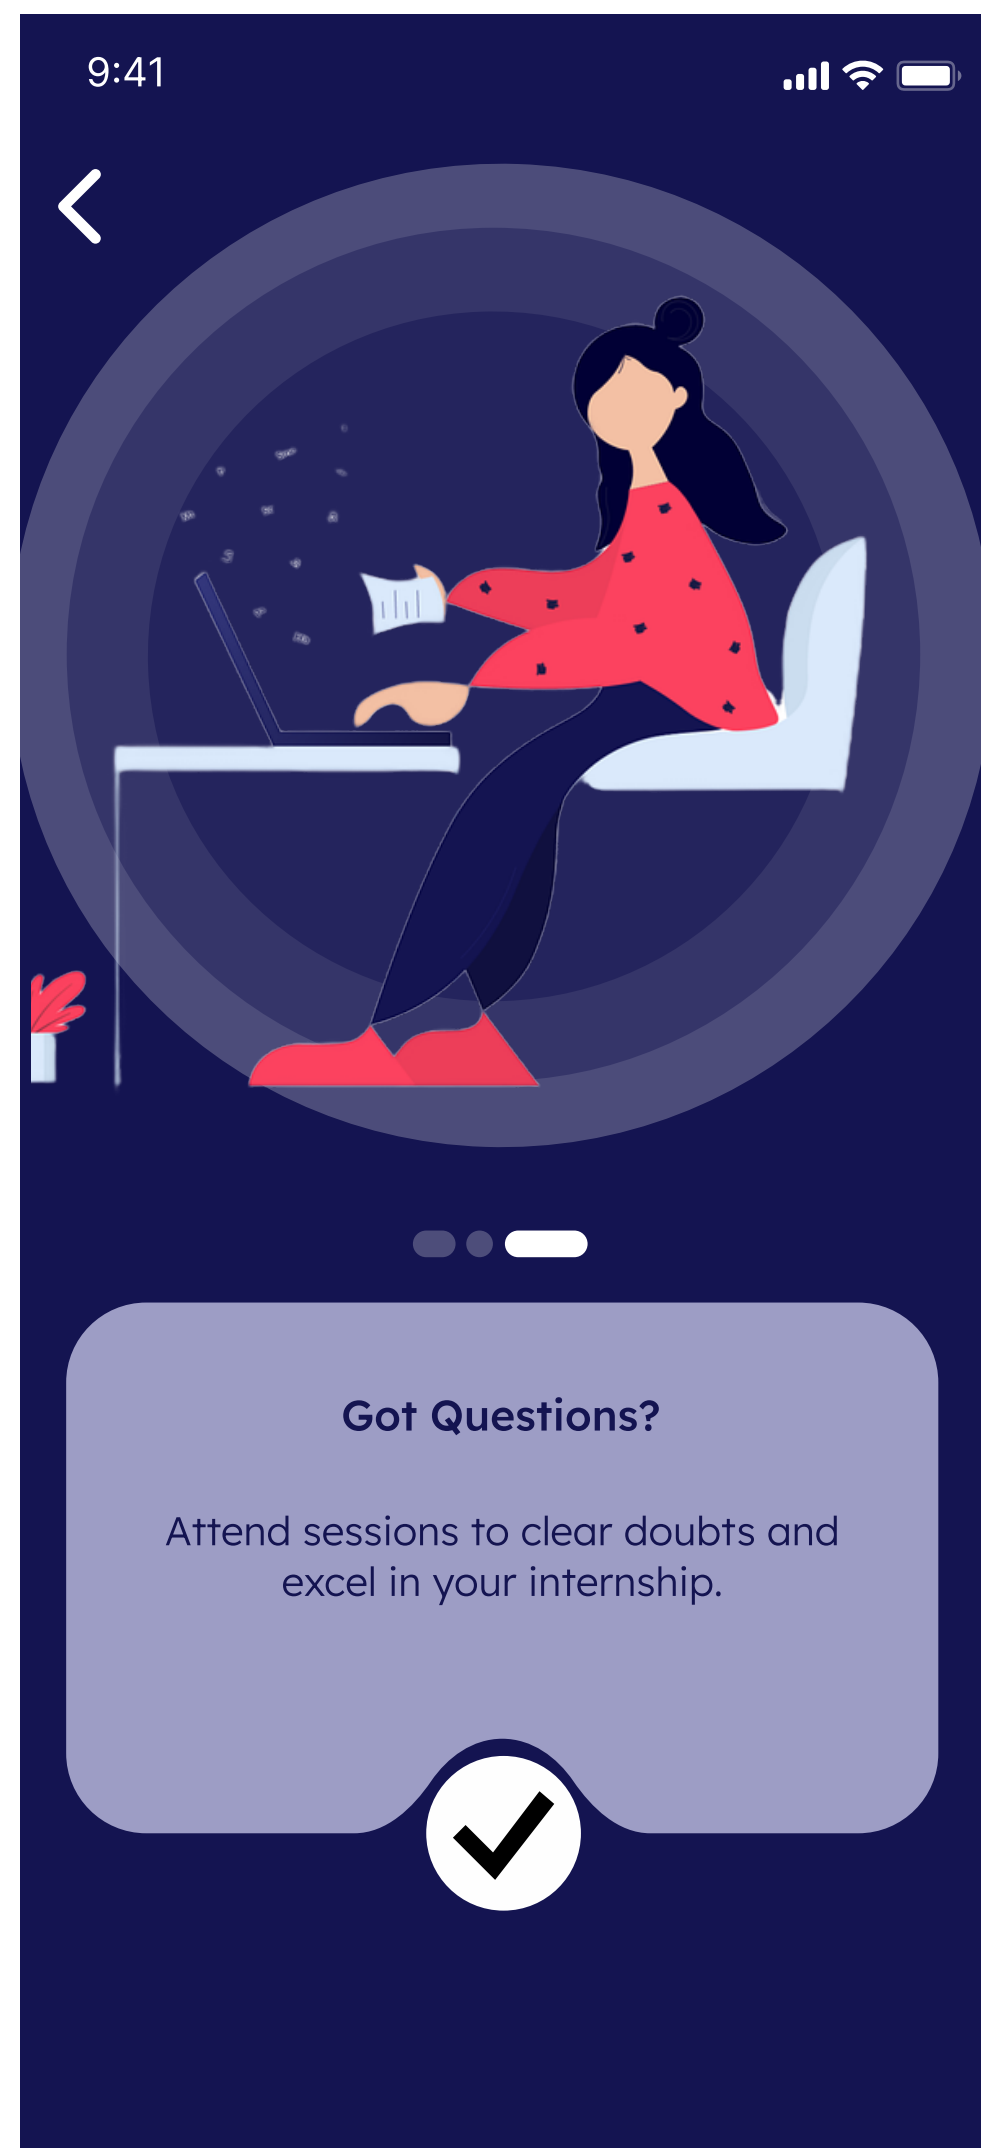 9:41
Got Questions?
Attend sessions to clear doubts and
excel in your internship.